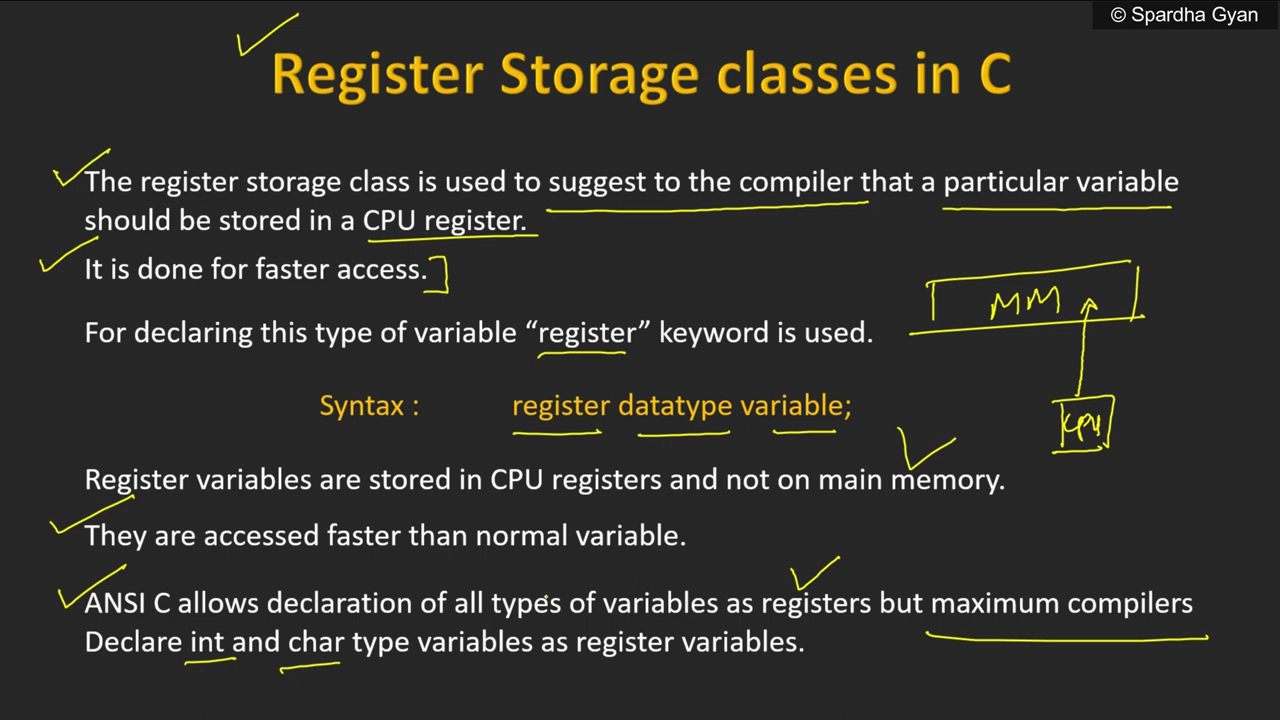 © Spardha Gyan
Register Storage classes in C
The register storage class is used to suggest to the compiler that a particular variable
should be stored in a CPU register.
It is done for faster access.
MM
For declaring this type of variable “register” keyword is used.
Syntax : register datatype variable;
CPU
Register variables are stored in CPU registers and not on main memory.
They are accessed faster than normal variable.
ANSI C allows declaration of all types of variables as registers but maximum compilers
Declare int and char type variables as register variables.